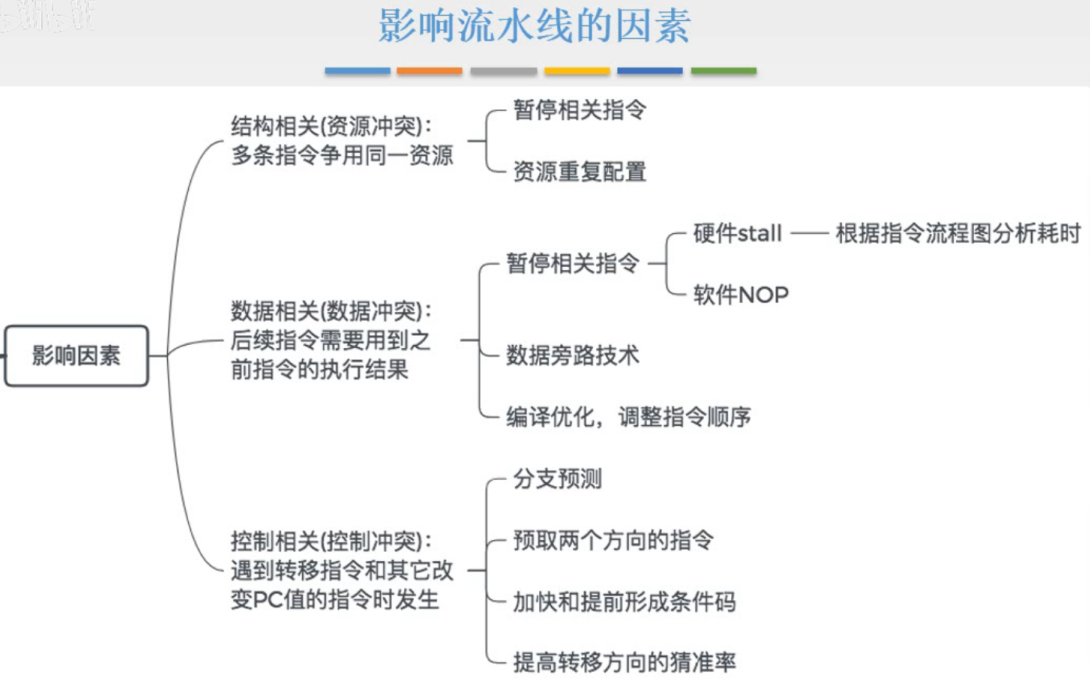 影响流水线的因素
影响因素
结构相关(资源冲突)：
多条指令争用同一资源
暂停相关指令
资源重复配置
数据相关(数据冲突)：
后续指令需要用到之
前指令的执行结果
暂停相关指令
硬件stall
根据指令流程图分析耗时
软件NOP
数据旁路技术
编译优化，调整指令顺序
控制相关(控制冲突)：
遇到转移指令和其它改
变PC值的指令时发生
分支预测
预取两个方向的指令
加快和提前形成条件码
提高转移方向的猜准率